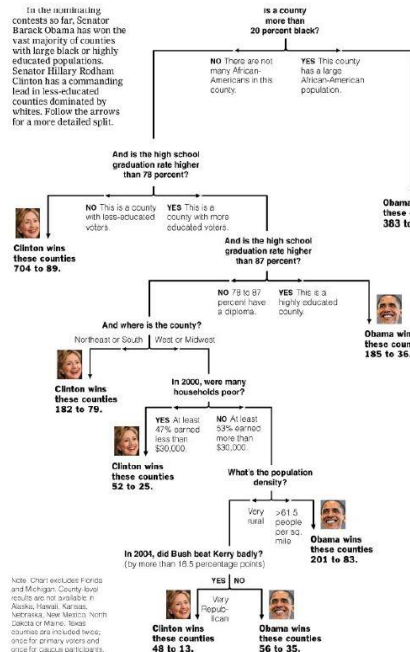 In the nominating
contests so far, Senator
Barack Obama has won the
vast majority of counties
with large black or highly
educated populations.
Senator Hillary Rodham
Clinton has a commanding
lead in less-educated
counties dominated by
whites. Follow the arrows
for a more detailed split.
Is a county
more than
20 percent black?
NO There are not
many African-
Americans in this
county.
YES This county
has a large
African-American
population.
And is the high school
graduation rate higher
than 78 percent?
NO This is a county
with less-educated
voters.
YES This is a
county with more
educated voters.
Obama
these c
383 to
Clinton wins
these counties
704 to 89.
And is the high school
graduation rate higher
than 87 percent?
NO 78 to 87
percent have
a diploma.
YES This is a
highly educated
county.
Obama win
these coun
185 to 36.
And where is the county?
Northeast or South
West or Midwest
Clinton wins
these counties
182 to 79.
In 2000, were many
households poor?
YES At least
47% earned
less than
$30,000.
NO At least
53% earned
more than
$30,000.
Clinton wins
these counties
52 to 25.
What's the population
density?
Very
rural
>61.5
people
per sq.
mile
Obama wins
these counties
201 to 83.
In 2004, did Bush beat Kerry badly?
(by more than 16.5 percentage points)
YES
NO
Very
Repub-
lican
Clinton wins
these counties
48 to 13.
Obama wins
these counties
56 to 35.
Note: Chart excludes Florida
and Michigan. County-level
results are not available in
Alaska, Hawaii, Kansas,
Nebraska, New Mexico, North
Dakota or Maine. Texas
counties are included twice;
once for primary voters and
once for caucus participants.